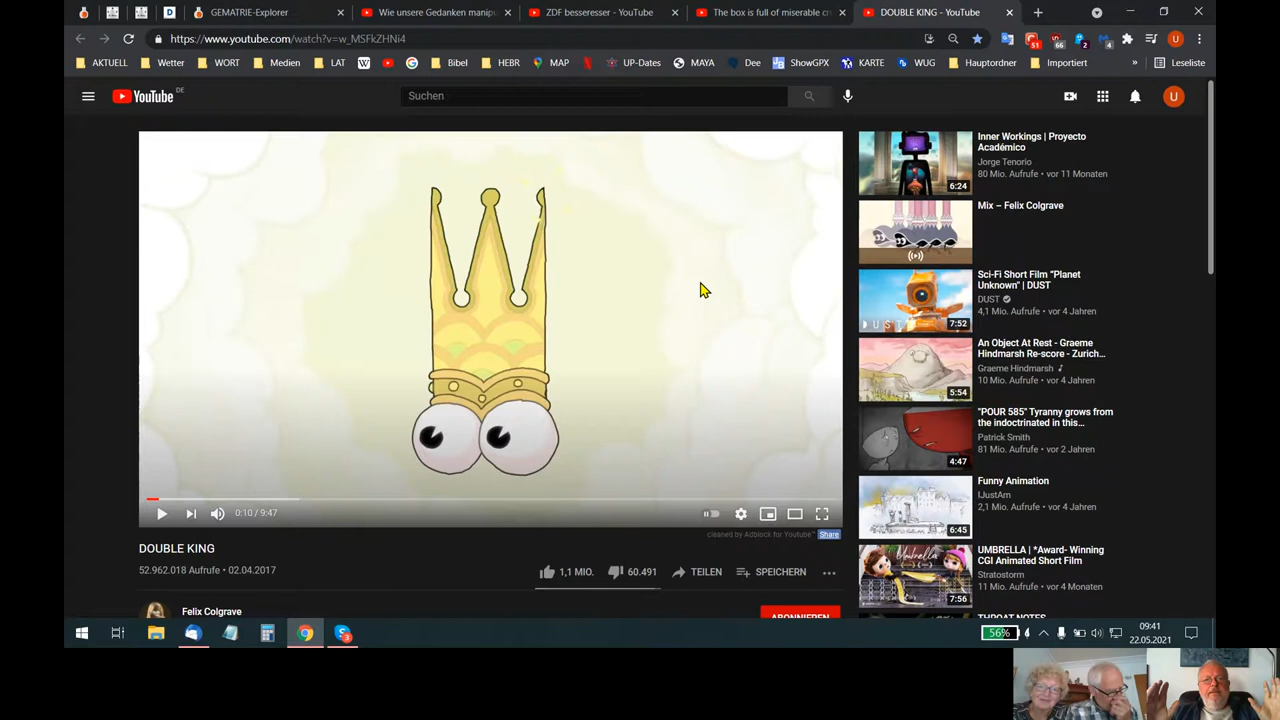 GEMATRIE-Explorer
Wie unsere Gedanken manipu
ZDF besseresser - YouTube
The box is full of miserable cr
DOUBLE KING - YouTube
https://www.youtube.com/watch?v=w_MSFkZHNi4
51
66
2
4
U
AKTUELL
Wetter
WORT
Medien
LAT
W
G
Bibel
HEBR
MAP
UP-Dates
MAYA
Dee
ShowGPX
KARTE
WUG
Hauptordner
Importiert
»
Leseliste
YouTube DE
Suchen
U
0:10 / 9:47
cleaned by Adblock for Youtube™ Share
DOUBLE KING
52.962.018 Aufrufe • 02.04.2017
1,1 MIO.
60.491
TEILEN
SPEICHERN
Felix Colgrave
ABONNIEREN
6:24
Inner Workings | Proyecto
Académico
Jorge Tenorio
80 Mio. Aufrufe • vor 11 Monaten
Mix – Felix Colgrave
DUST
7:52
Sci-Fi Short Film “Planet
Unknown" | DUST
DUST
4,1 Mio. Aufrufe • vor 4 Jahren
5:54
An Object At Rest - Graeme
Hindmarsh Re-score - Zurich...
Graeme Hindmarsh
10 Mio. Aufrufe • vor 4 Jahren
4:47
"POUR 585" Tyranny grows from
the indoctrinated in this...
Patrick Smith
81 Mio. Aufrufe • vor 2 Jahren
6:45
Funny Animation
IJustAm
2,1 Mio. Aufrufe • vor 4 Jahren
Umbrella
7:56
UMBRELLA | *Award- Winning
CGI Animated Short Film
Stratostorm
11 Mio. Aufrufe • vor 4 Monaten
THROAT NOTES
56%
09:41
22.05.2021